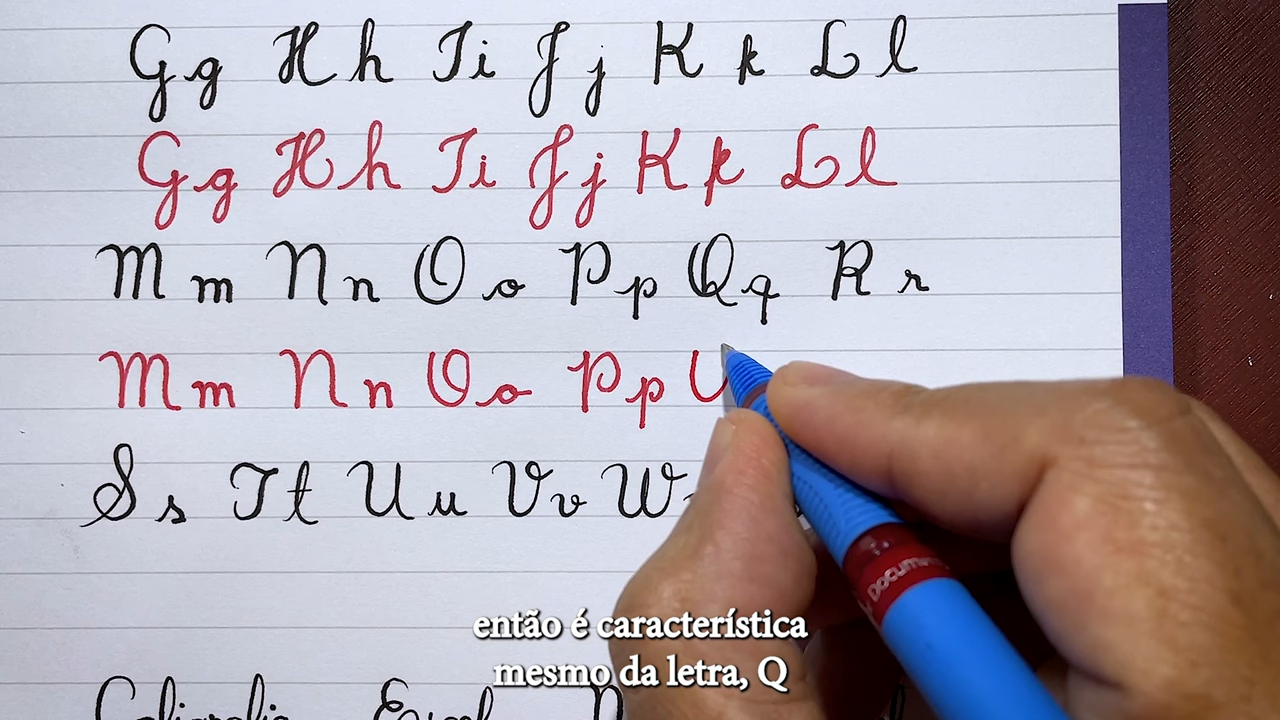 Gg Hh Ii Jj Kk Ll
Gg Hh Ii Jj Kk Ll
Mm Nn Oo Pp Qq Rr
Mm Nn Oo Pp
Ss Tt Uu Vv W
então é característica
mesmo da letra, Q